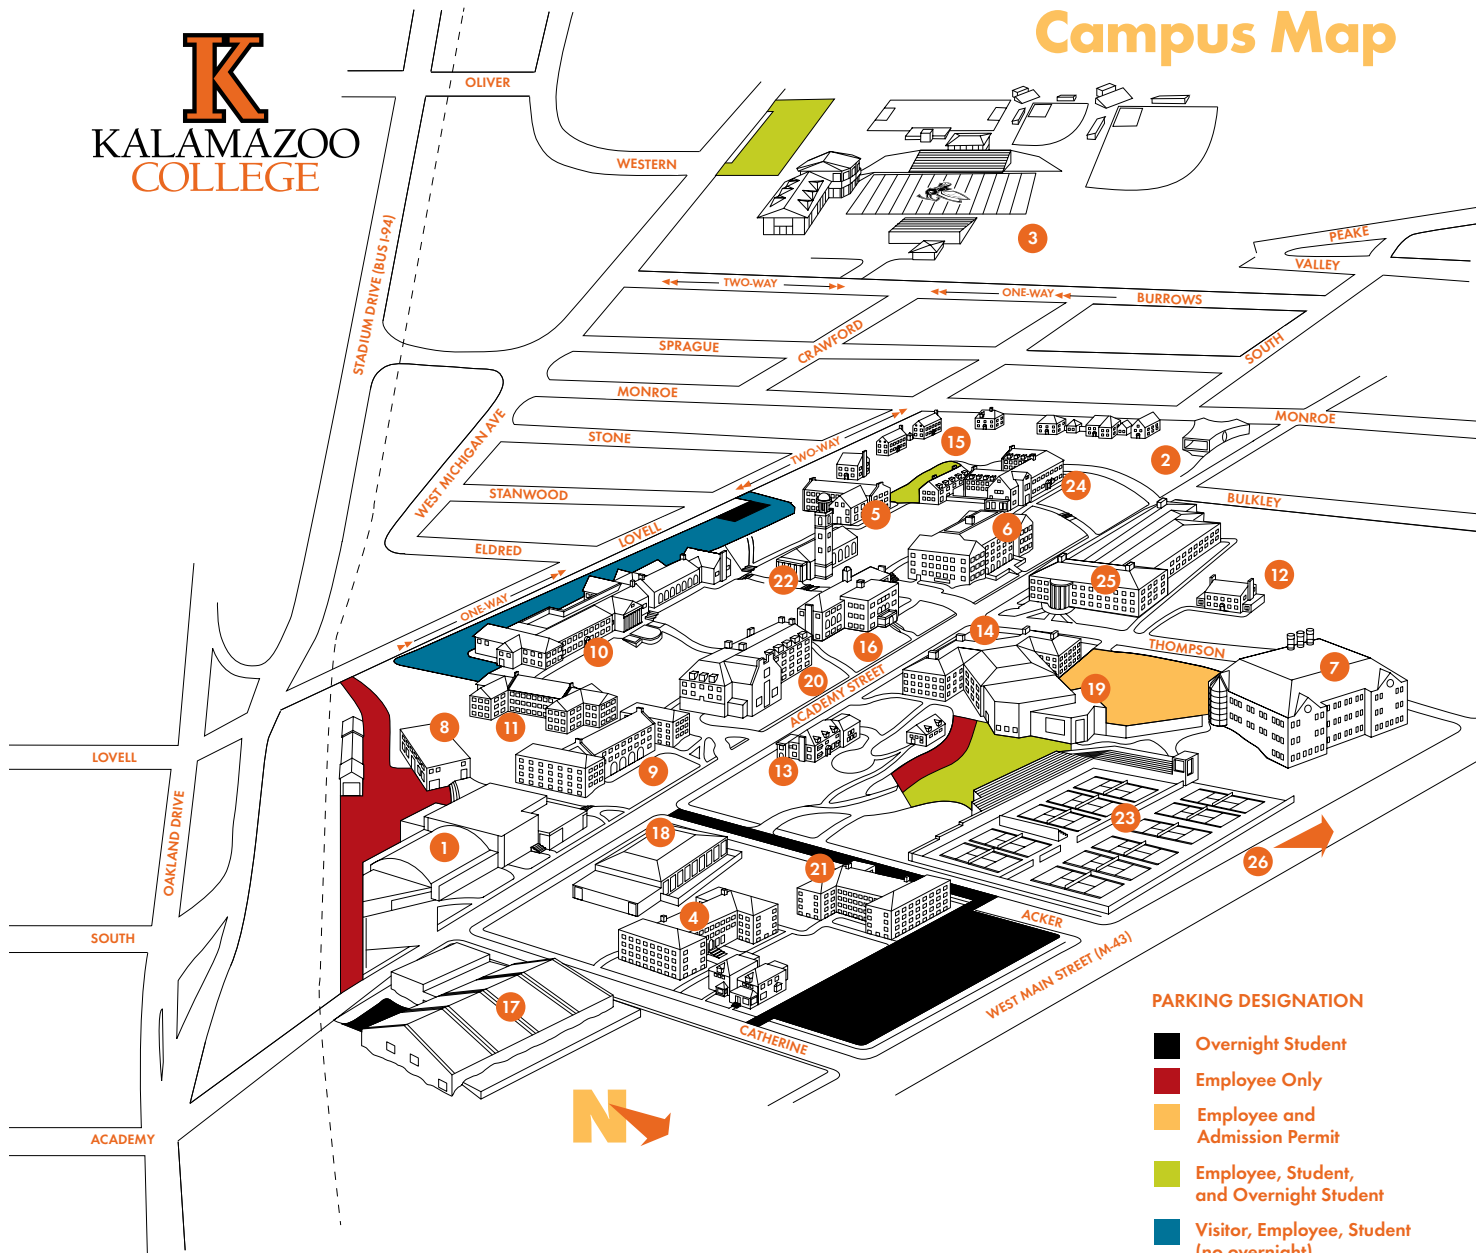 Campus Map
K
KALAMAZOO
COLLEGE
OLIVER
WESTERN
STADIUM DRIVE (BUS I-94)
3
PEAKE
VALLEY
TWO-WAY
ONE-WAY
BURROWS
SPRAGUE
CRAWFORD
SOUTH
MONROE
MONROE
WEST MICHIGAN AVE
STONE
TWO-WAY
15
2
STANWOOD
24
BULKLEY
LOVELL
5
6
ELDRED
22
25
12
ONE-WAY
10
16
14
THOMPSON
7
20
19
ACADEMY STREET
11
8
9
13
LOVELL
OAKLAND DRIVE
1
18
23
26
21
4
ACKER
SOUTH
WEST MAIN STREET (M-43)
17
CATHERINE
N
ACADEMY
PARKING DESIGNATION
Overnight Student
Employee Only
Employee and
Admission Permit
Employee, Student,
and Overnight Student
Visitor, Employee, Student
(no overnight)